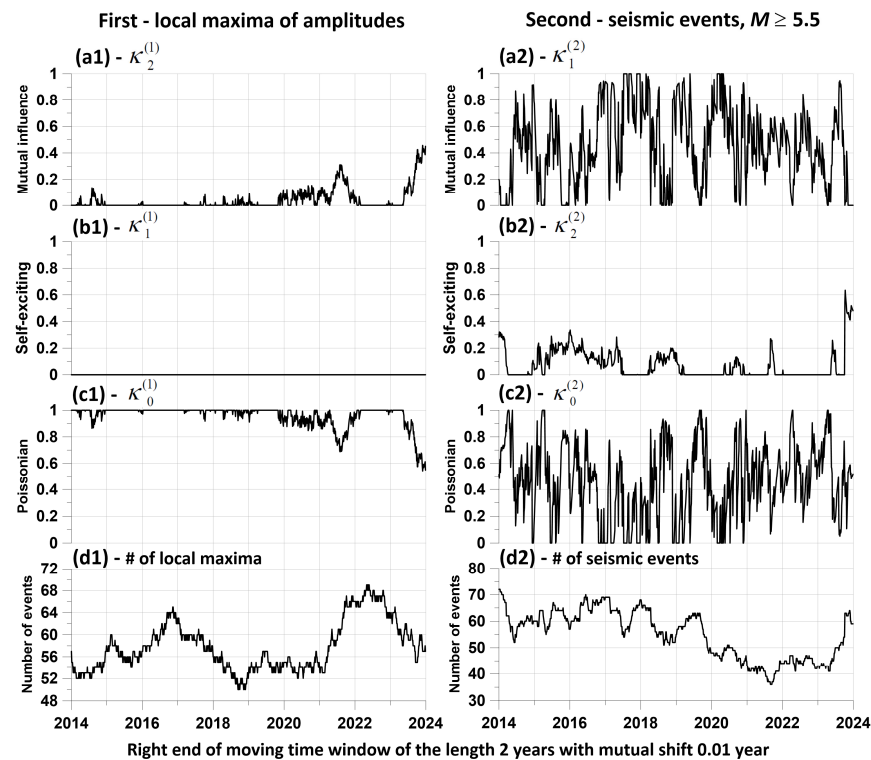 First - local maxima of amplitudes
Second - seismic events, M ≥ 5.5
(a1) - κ₂⁽¹⁾
Mutual influence
1
0.8
0.6
0.4
0.2
0
(a2) - κ₁⁽²⁾
Mutual influence
1
0.8
0.6
0.4
0.2
0
(b1) - κ₁⁽¹⁾
Self-exciting
1
0.8
0.6
0.4
0.2
0
(b2) - κ₂⁽²⁾
Self-exciting
1
0.8
0.6
0.4
0.2
0
(c1) - κ₀⁽¹⁾
Poissonian
1
0.8
0.6
0.4
0.2
0
(c2) - κ₀⁽²⁾
Poissonian
1
0.8
0.6
0.4
0.2
0
(d1) - # of local maxima
Number of events
72
68
64
60
56
52
48
2014 2016 2018 2020 2022 2024
(d2) - # of seismic events
Number of events
80
70
60
50
40
30
2014 2016 2018 2020 2022 2024
Right end of moving time window of the length 2 years with mutual shift 0.01 year